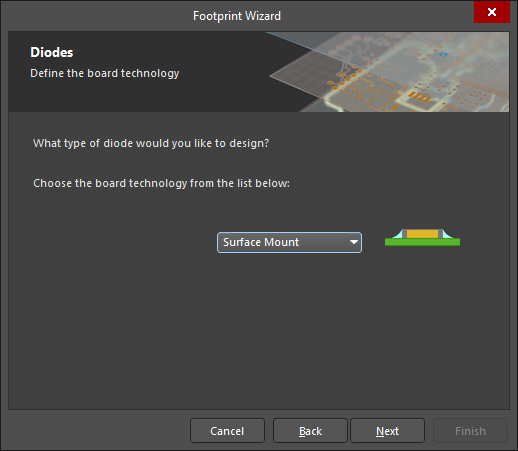 Footprint Wizard
Diodes
Define the board technology
What type of diode would you like to design?
Choose the board technology from the list below:
Surface Mount
Cancel
Back
Next
Finish